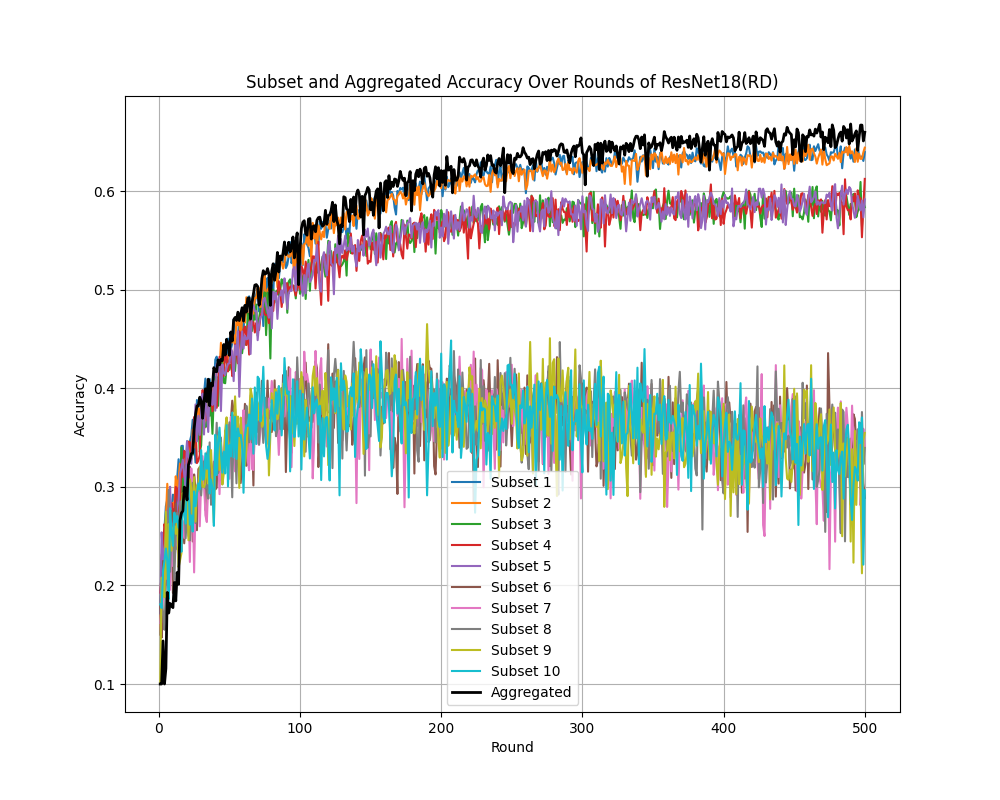 Subset and Aggregated Accuracy Over Rounds of ResNet18(RD)
Accuracy
0.6
0.5
0.4
0.3
0.2
0.1
Subset 1
Subset 2
Subset 3
Subset 4
Subset 5
Subset 6
Subset 7
Subset 8
Subset 9
Subset 10
Aggregated
0 100 200 300 400 500
Round